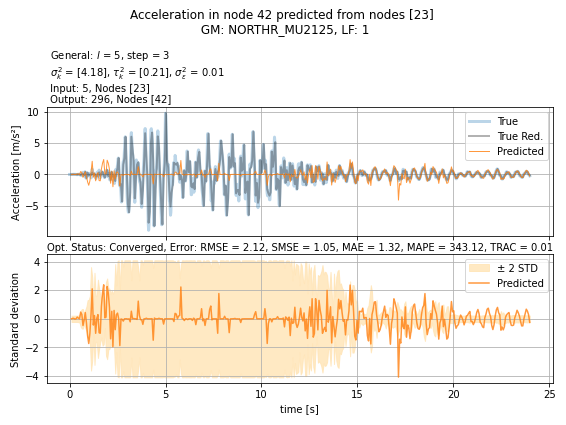 Acceleration in node 42 predicted from nodes [23]
GM: NORTHR_MU2125, LF: 1
General: l = 5, step = 3
σ²ₖ = [4.18], τ²ₖ = [0.21], σ²ε = 0.01
Input: 5, Nodes [23]
Output: 296, Nodes [42]
10
5
0
−5
Acceleration [m/s²]
True
True Red.
Predicted
Opt. Status: Converged, Error: RMSE = 2.12, SMSE = 1.05, MAE = 1.32, MAPE = 343.12, TRAC = 0.01
4
2
0
−2
−4
Standard deviation
± 2 STD
Predicted
0 5 10 15 20 25
time [s]